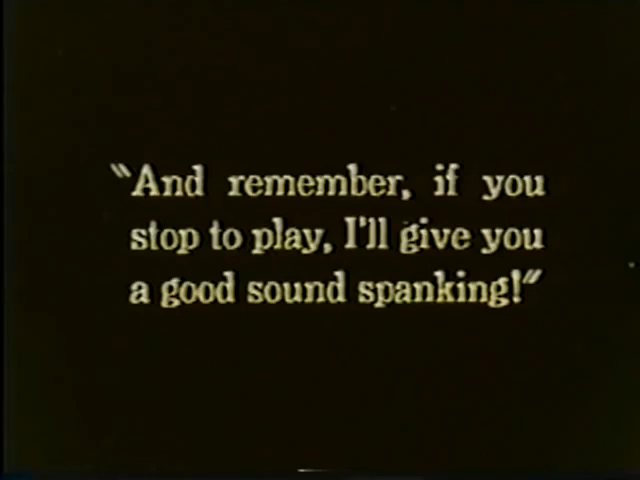 "And remember, if you
stop to play, I'll give you
a good sound spanking!"